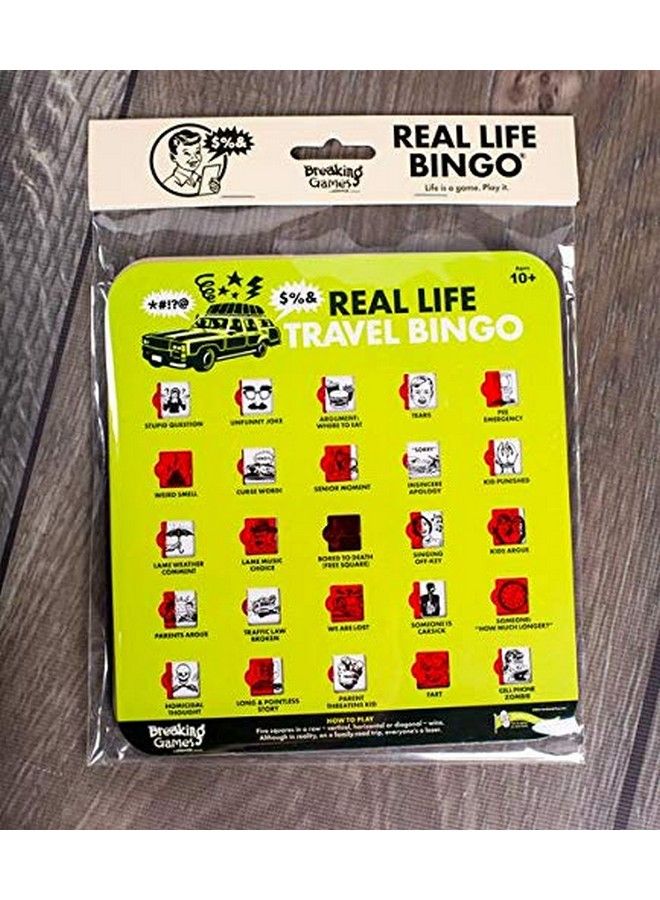 $%&
Breaking
Games
REAL LIFE
BINGO®
Life is a game. Play it.
Ages
10+
*#!?@
$%&
REAL LIFE
TRAVEL BINGO
STUPID QUESTION
UNFUNNY JOKE
ARGUMENT:
WHERE TO EAT
TEARS
PEE
EMERGENCY
WEIRD SMELL
CURSE WORD!
SENIOR MOMENT
"SORRY"
INSINCERE
APOLOGY
KID PUNISHED
LAME WEATHER
COMMENT
LAME MUSIC
CHOICE
BORED TO DEATH
(FREE SQUARE)
SINGING
OFF-KEY
KIDS ARGUE
PARENTS ARGUE
TRAFFIC LAW
BROKEN
WE ARE LOST
SOMEONE IS
CARSICK
SOMEONE:
"HOW MUCH LONGER?"
HOMICIDAL
THOUGHT
LONG & POINTLESS
STORY
PARENT
THREATENS KID
FART
CELL PHONE
ZOMBIE
Breaking
Games
HOW TO PLAY
Five squares in a row - vertical, horizontal or diagonal - wins.
Although in reality, on a family road trip, everyone's a loser.